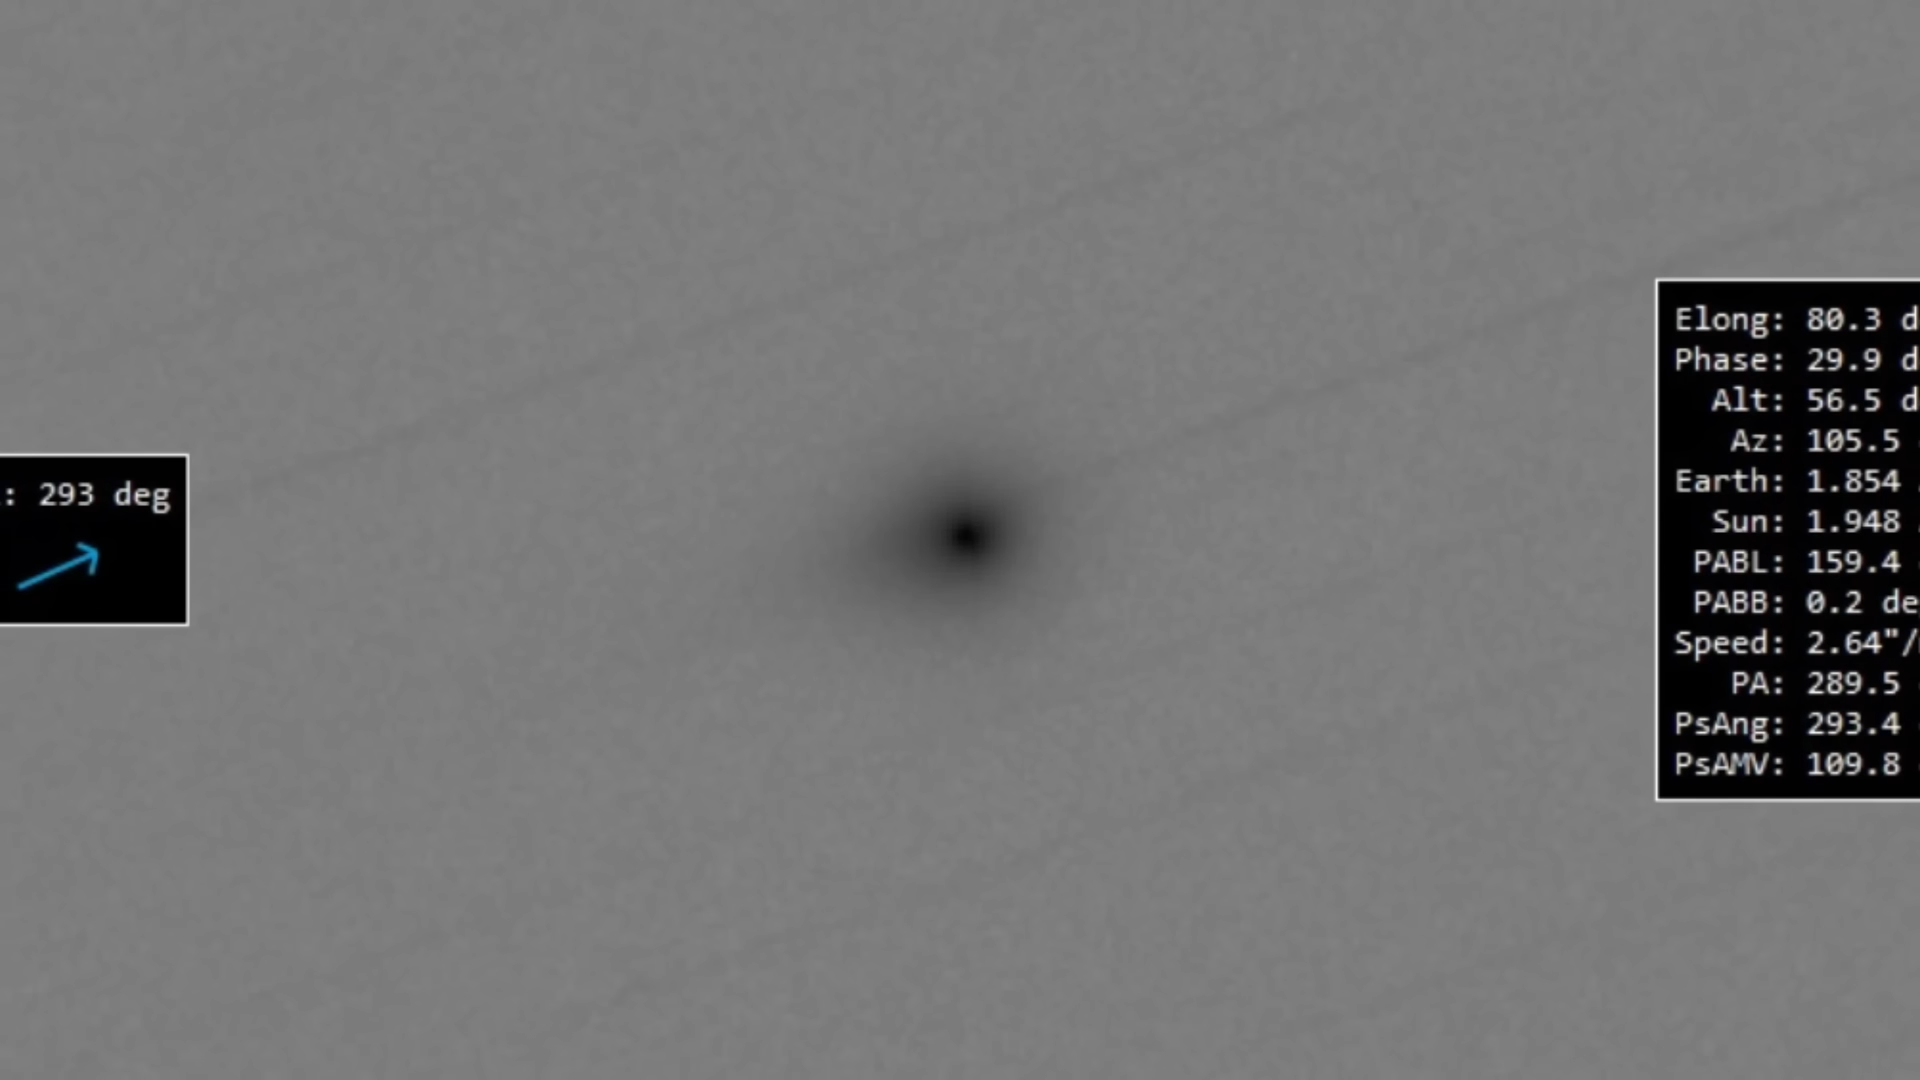 : 293 deg
Elong: 80.3 d
Phase: 29.9 d
Alt: 56.5 d
Az: 105.5
Earth: 1.854
Sun: 1.948
PABL: 159.4
PABB: 0.2 de
Speed: 2.64"/
PA: 289.5
PsAng: 293.4
PsAMV: 109.8